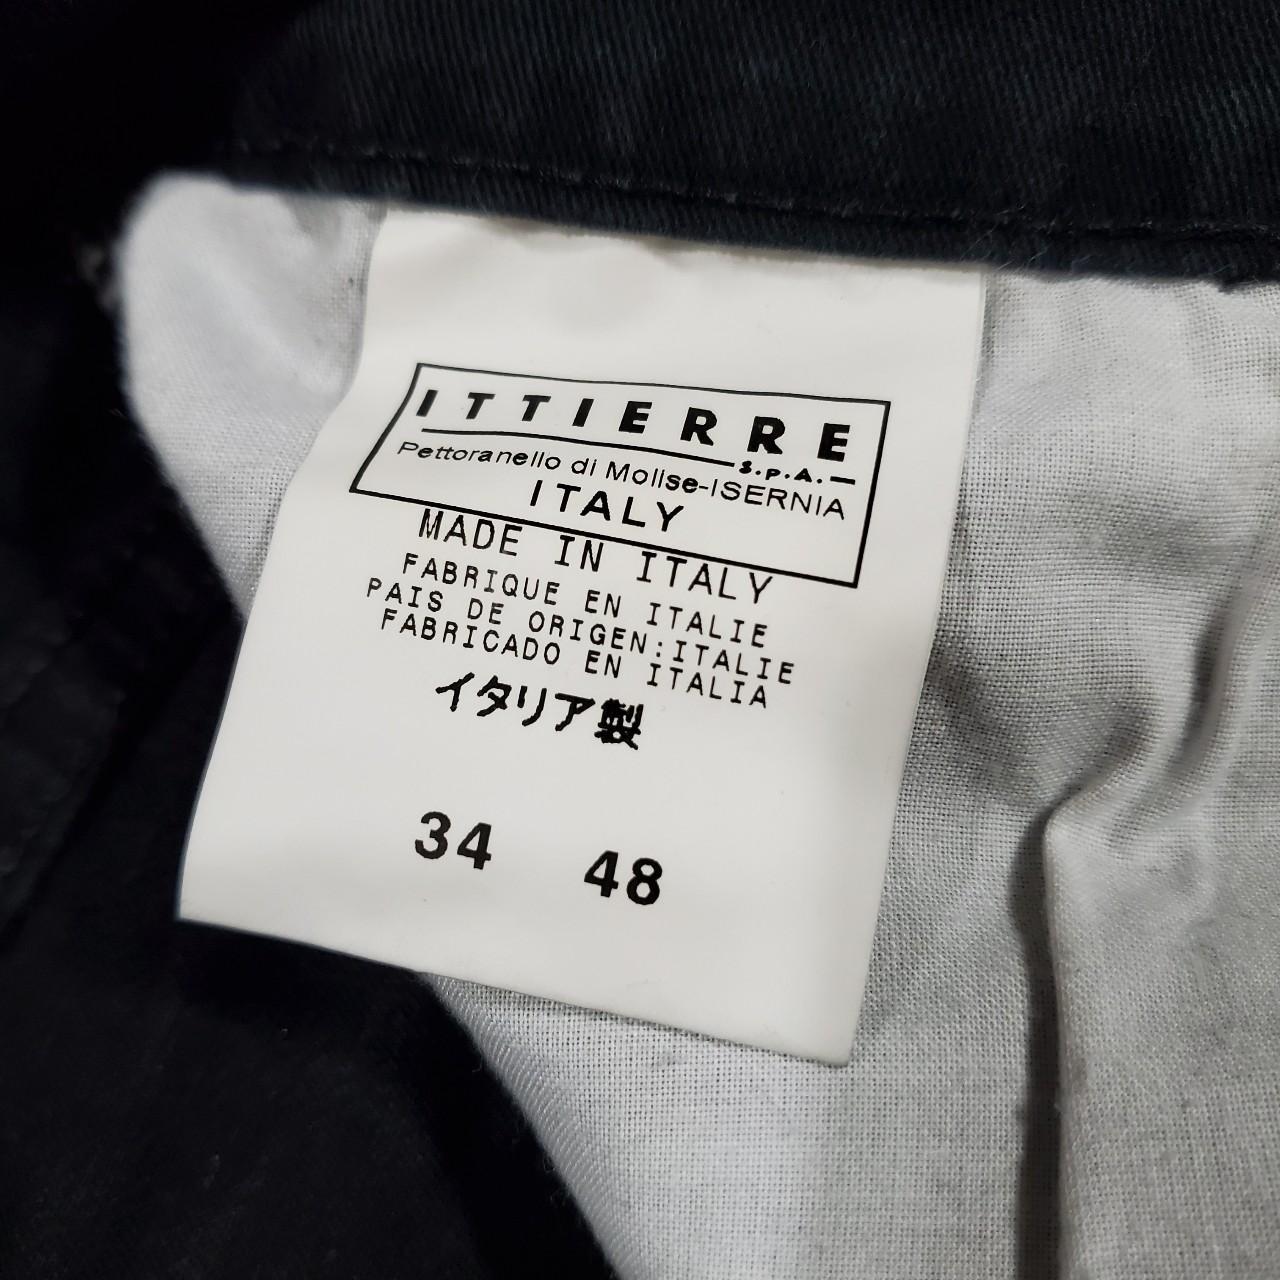 ITTIERRE
S.p.A.
Pettoranello di Molise-ISERNIA
ITALY
MADE IN ITALY
FABRIQUE EN ITALIE
PAIS DE ORIGEN:ITALIE
FABRICADO EN ITALIA
イタリア製
34 48